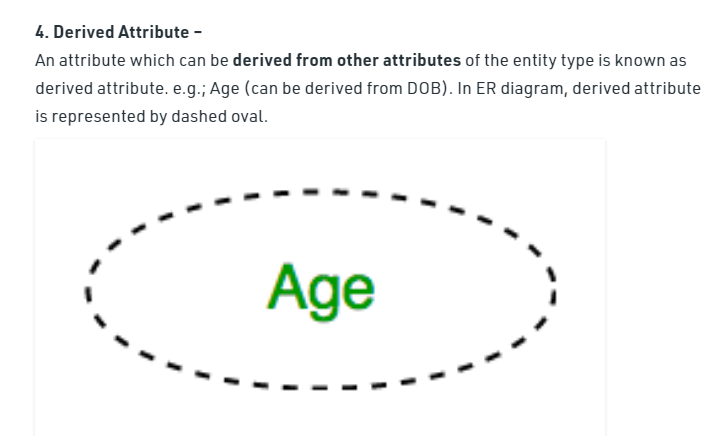 4. Derived Attribute –
An attribute which can be derived from other attributes of the entity type is known as
derived attribute. e.g.; Age (can be derived from DOB). In ER diagram, derived attribute
is represented by dashed oval.
Age